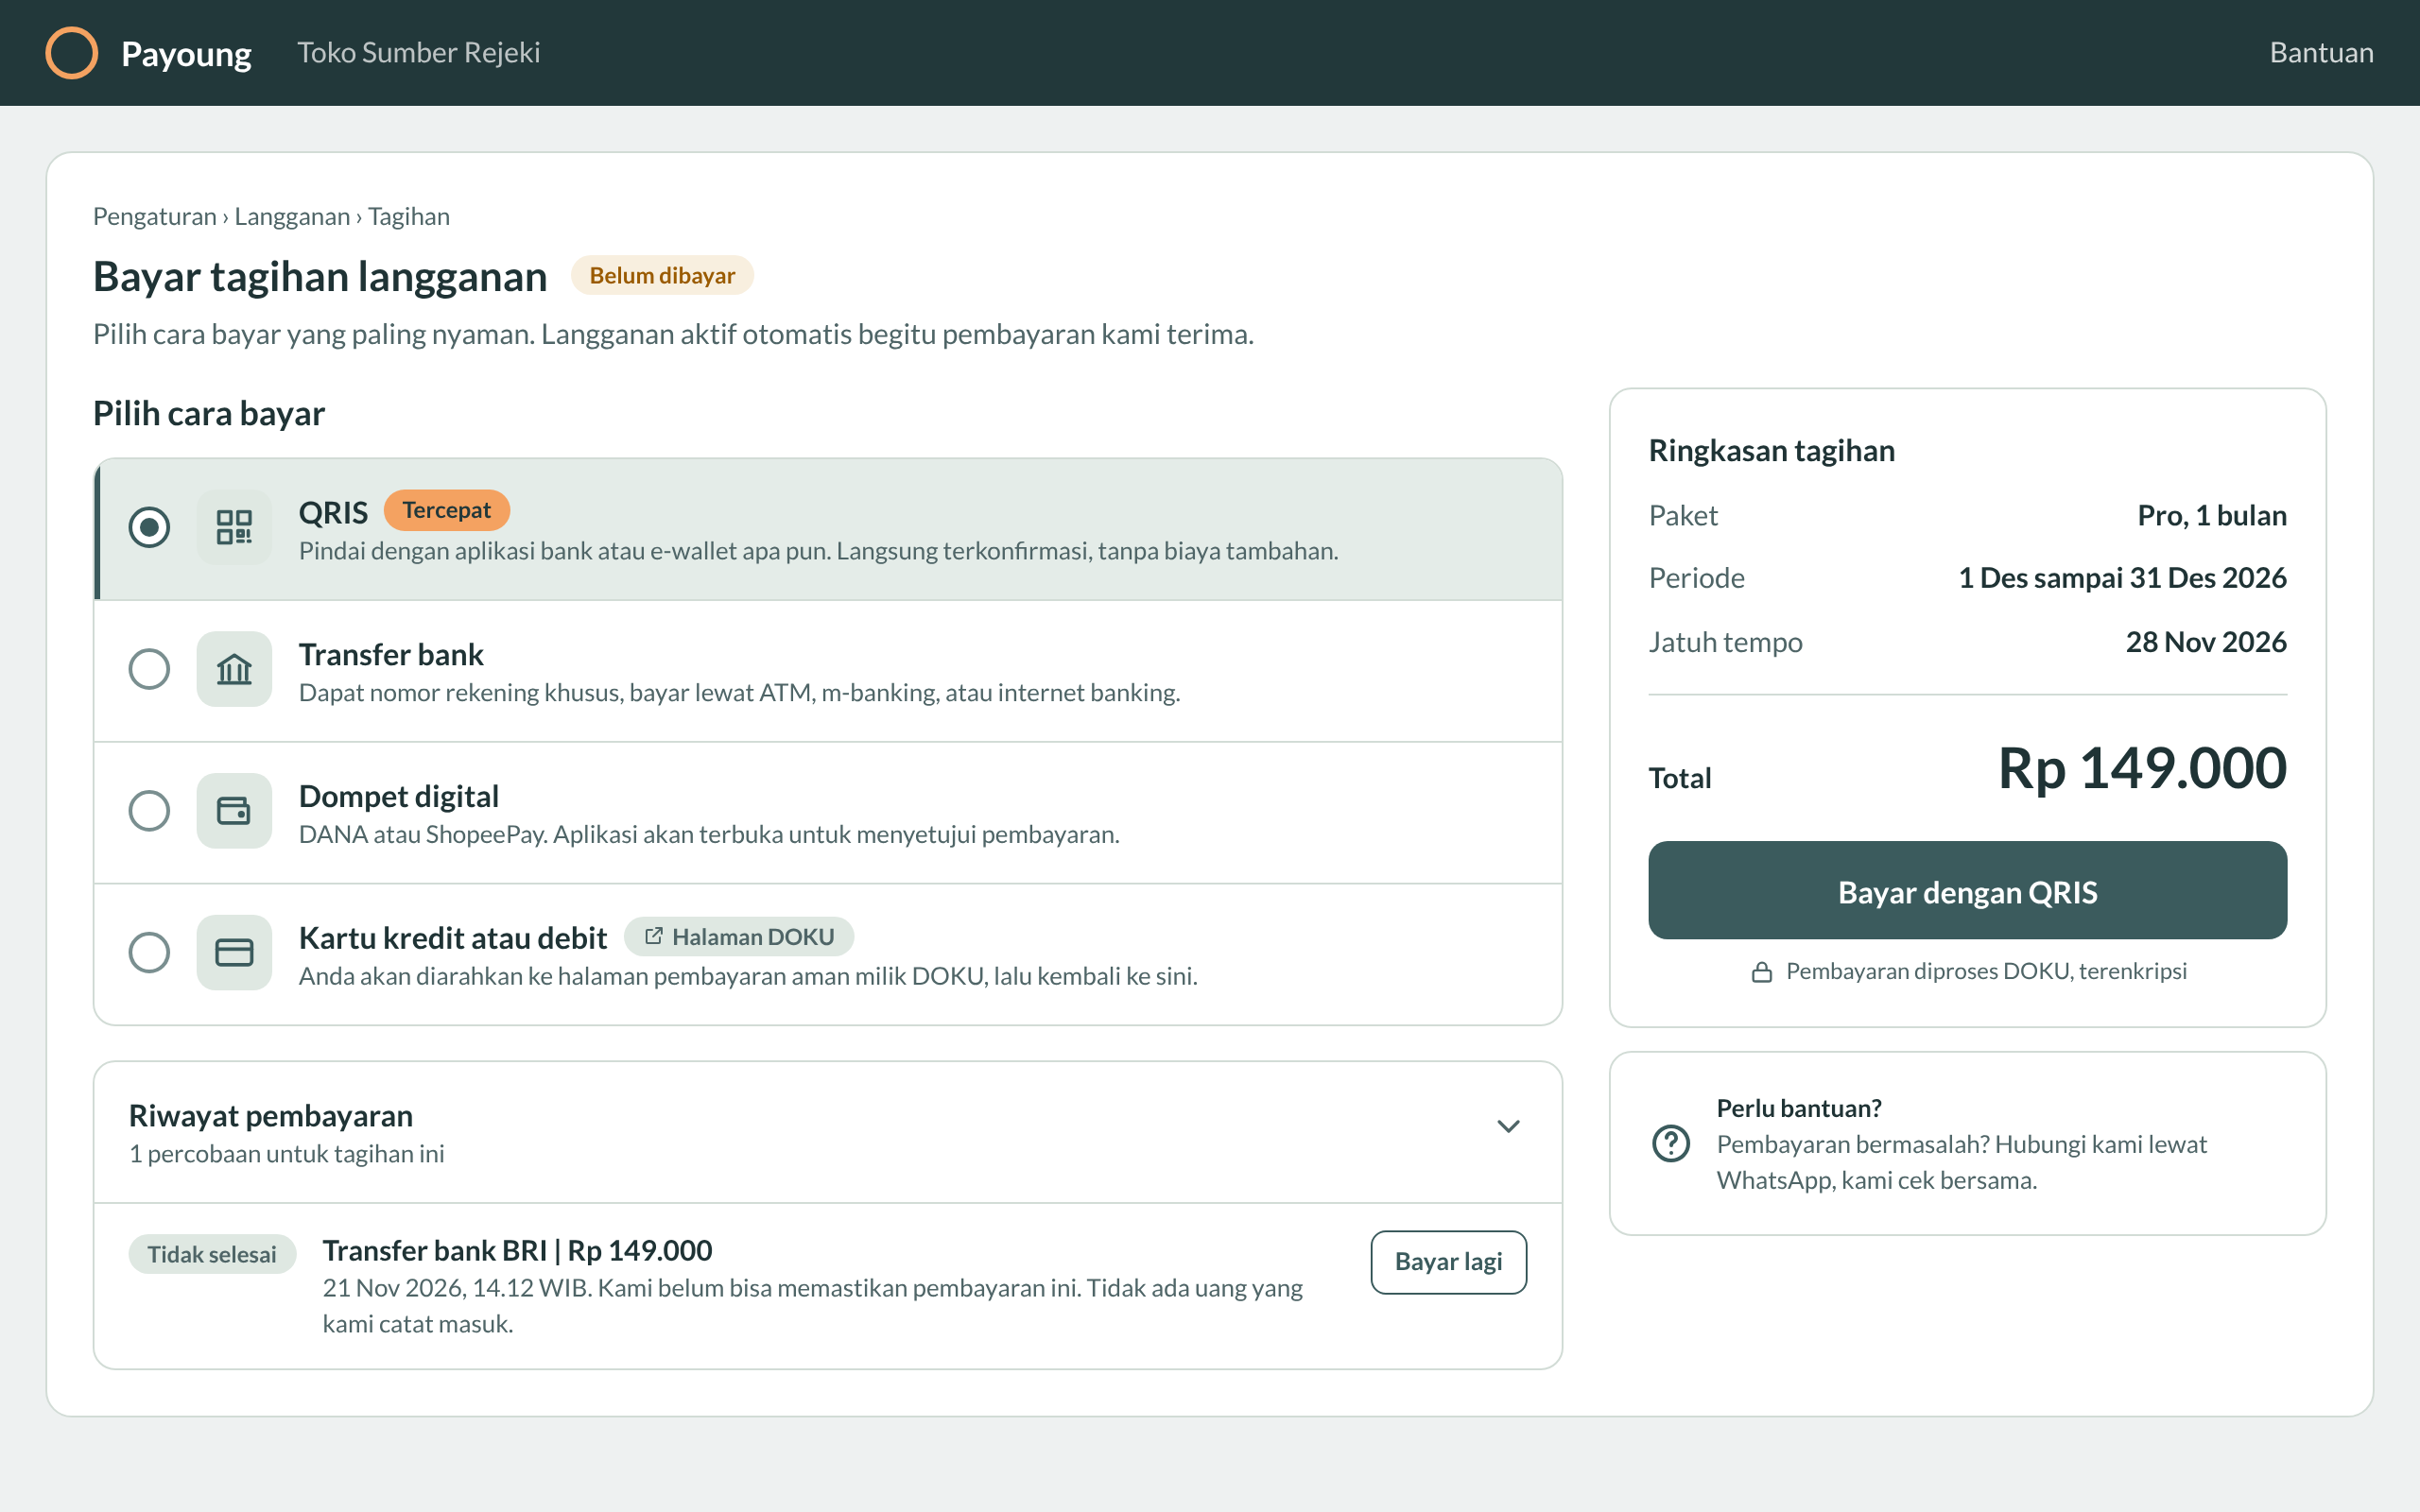 Payoung
Toko Sumber Rejeki
Bantuan
Pengaturan › Langganan › Tagihan
Bayar tagihan langganan
Belum dibayar
Pilih cara bayar yang paling nyaman. Langganan aktif otomatis begitu pembayaran kami terima.
Pilih cara bayar
QRIS
Tercepat
Pindai dengan aplikasi bank atau e-wallet apa pun. Langsung terkonfirmasi, tanpa biaya tambahan.
Transfer bank
Dapat nomor rekening khusus, bayar lewat ATM, m-banking, atau internet banking.
Dompet digital
DANA atau ShopeePay. Aplikasi akan terbuka untuk menyetujui pembayaran.
Kartu kredit atau debit
Halaman DOKU
Anda akan diarahkan ke halaman pembayaran aman milik DOKU, lalu kembali ke sini.
Riwayat pembayaran
1 percobaan untuk tagihan ini
Tidak selesai
Transfer bank BRI | Rp 149.000
21 Nov 2026, 14.12 WIB. Kami belum bisa memastikan pembayaran ini. Tidak ada uang yang
kami catat masuk.
Bayar lagi
Ringkasan tagihan
Paket
Pro, 1 bulan
Periode
1 Des sampai 31 Des 2026
Jatuh tempo
28 Nov 2026
Total
Rp 149.000
Bayar dengan QRIS
Pembayaran diproses DOKU, terenkripsi
Perlu bantuan?
Pembayaran bermasalah? Hubungi kami lewat
WhatsApp, kami cek bersama.